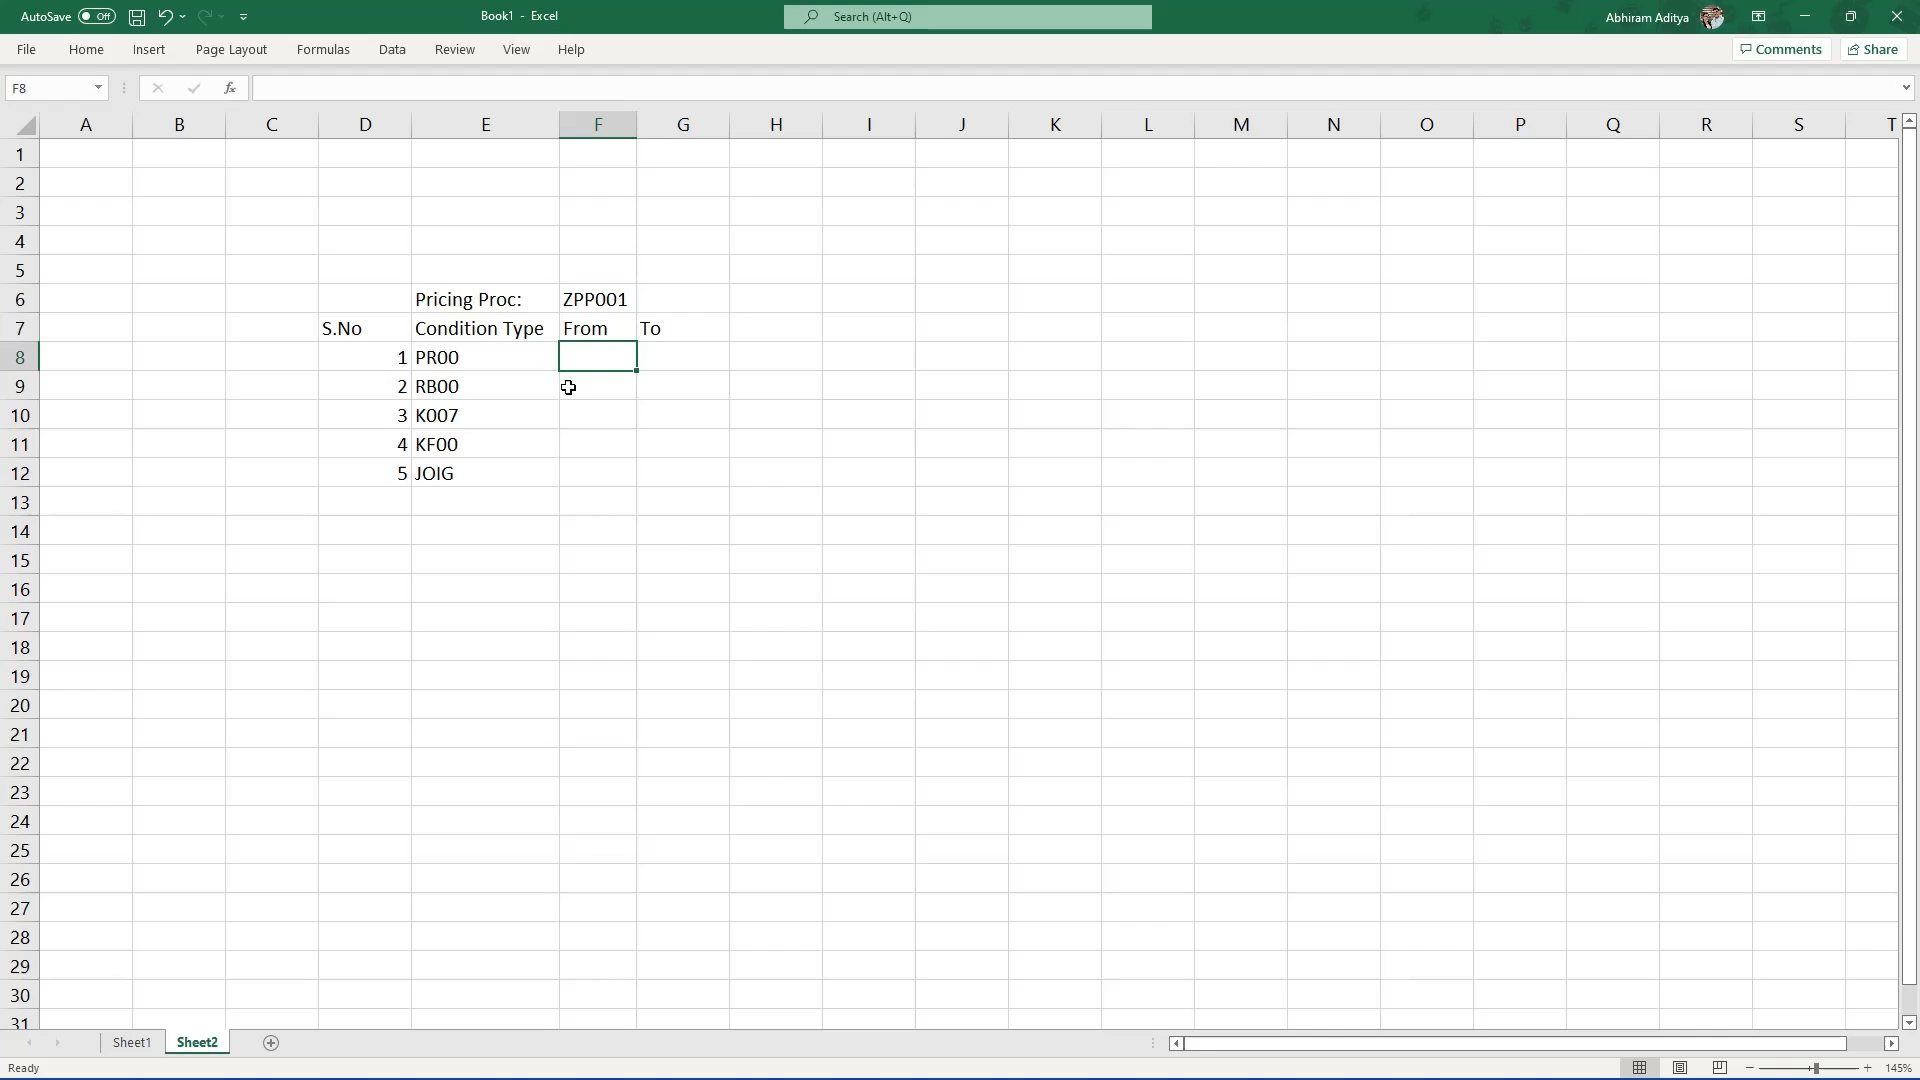 AutoSave Off Book1 - Excel Search (Alt+Q) Abhiram Aditya
File Home Insert Page Layout Formulas Data Review View Help Comments Share
F8 fx
A B C D E F G H I J K L M N O P Q R S T
1
2
3
4
5
6 Pricing Proc: ZPP001
7 S.No Condition Type From To
8 1 PR00
9 2 RB00
10 3 K007
11 4 KF00
12 5 JOIG
13
14
15
16
17
18
19
20
21
22
23
24
25
26
27
28
29
30
31
Sheet1 Sheet2
Ready 145%